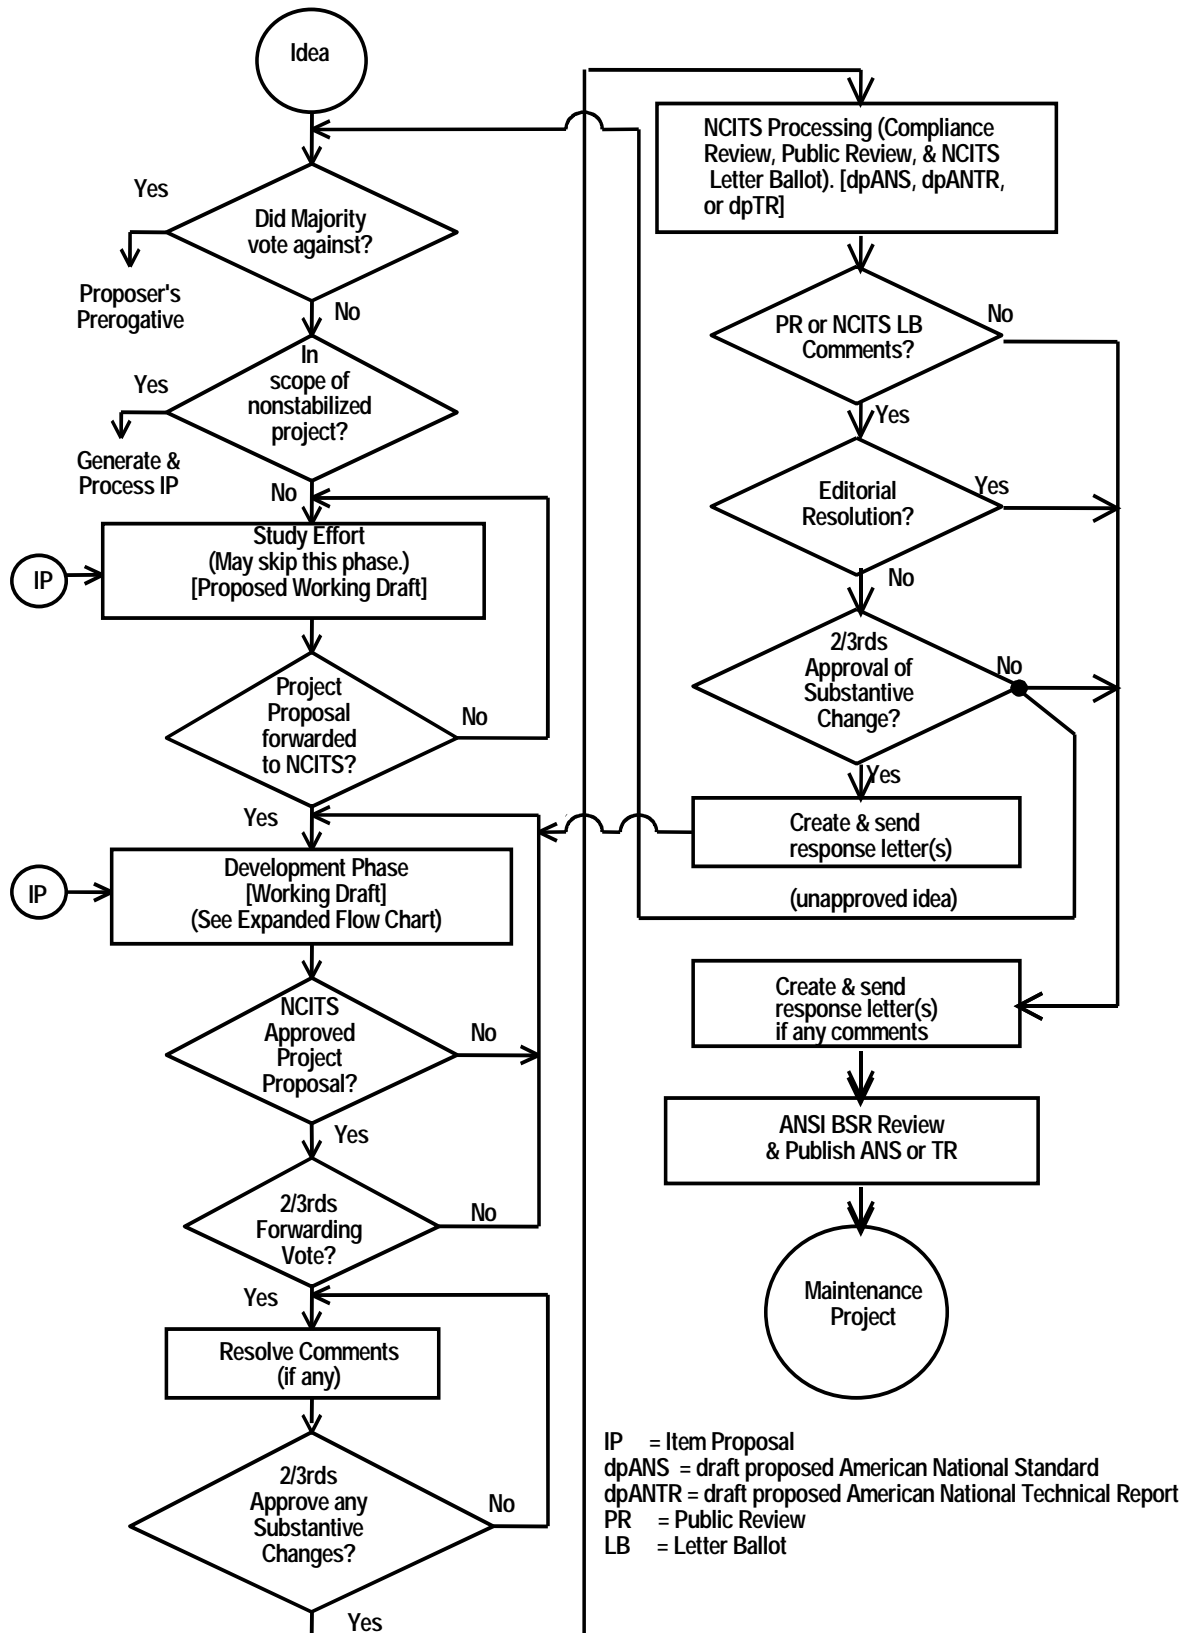 Idea
Yes
Did Majority
vote against?
Proposer's
Prerogative
No
In
scope of
nonstabilized
project?
Yes
Generate &
Process IP
No
Study Effort
(May skip this phase.)
[Proposed Working Draft]
IP
Project
Proposal
forwarded
to NCITS?
No
Yes
Development Phase
[Working Draft]
(See Expanded Flow Chart)
IP
NCITS
Approved
Project
Proposal?
No
Yes
2/3rds
Forwarding
Vote?
No
Yes
Resolve Comments
(if any)
2/3rds
Approve any
Substantive
Changes?
No
Yes
NCITS Processing (Compliance
Review, Public Review, & NCITS
Letter Ballot). [dpANS, dpANTR,
or dpTR]
PR or NCITS LB
Comments?
No
Yes
Editorial
Resolution?
Yes
No
2/3rds
Approval of
Substantive
Change?
No
Yes
Create & send
response letter(s)
(unapproved idea)
Create & send
response letter(s)
if any comments
ANSI BSR Review
& Publish ANS or TR
Maintenance
Project
IP = Item Proposal
dpANS = draft proposed American National Standard
dpANTR = draft proposed American National Technical Report
PR = Public Review
LB = Letter Ballot